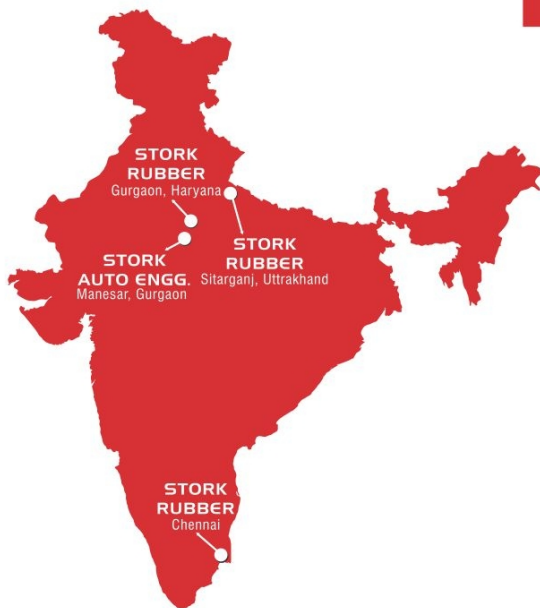 STORK
RUBBER
Gurgaon, Haryana
STORK
AUTO ENGG.
Manesar, Gurgaon
STORK
RUBBER
Sitarganj, Uttrakhand
STORK
RUBBER
Chennai